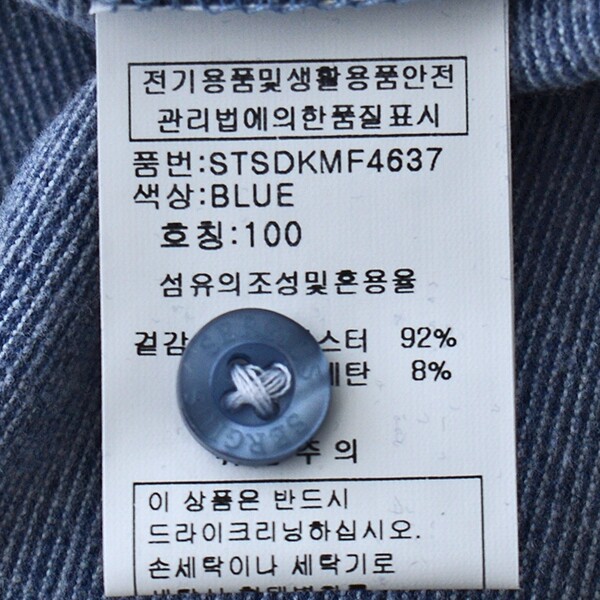 전기용품및생활용품안전
관리법에의한품질표시
품번:STSDKMF4637
색상:BLUE
호칭:100
섬유의조성및혼용율
겉감 스터 92%
8%
주의
이 상품은 반드시
드라이크리닝하십시오.
손세탁이나 세탁기로